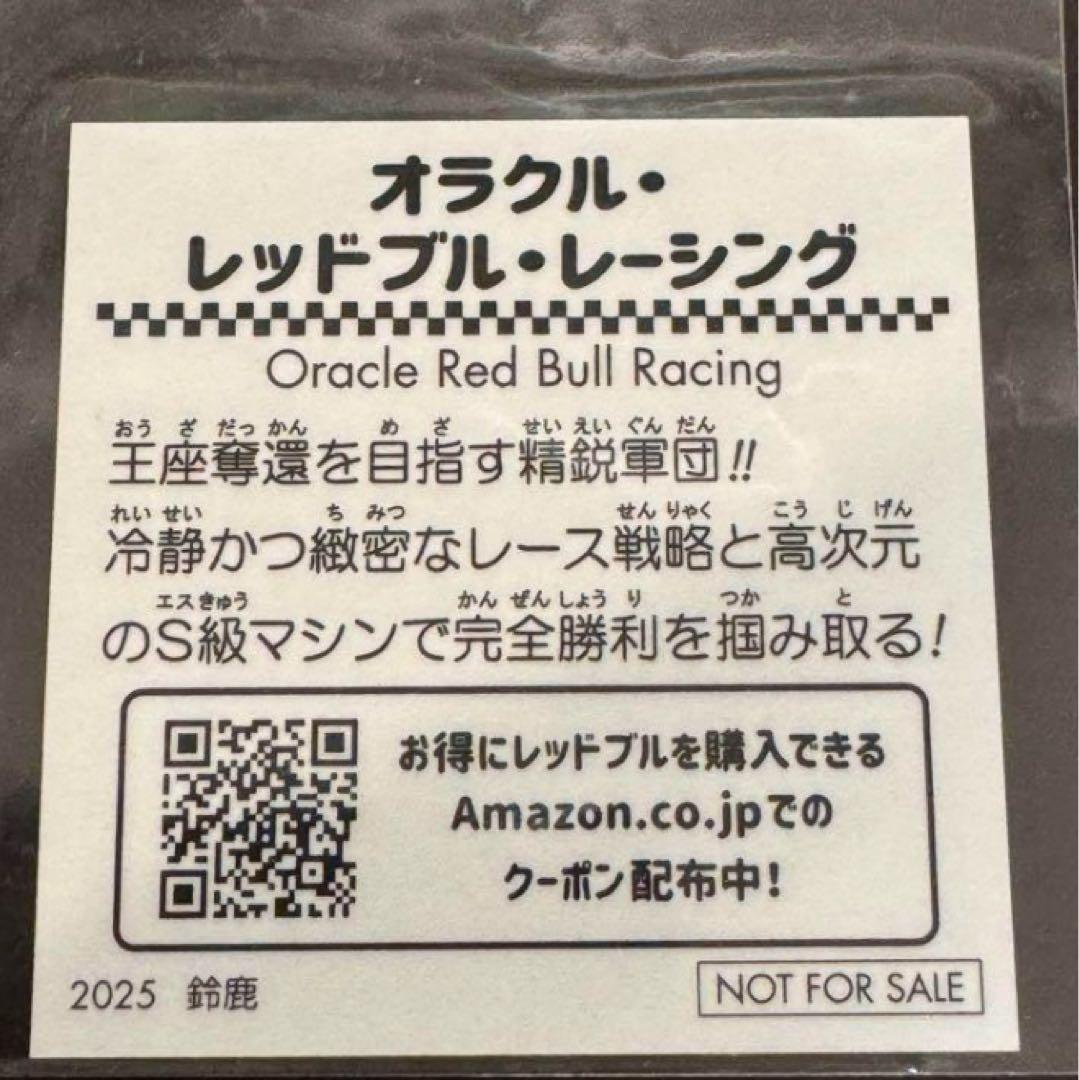 オラクル・
レッドブル・レーシング
Oracle Red Bull Racing
おう ざ だっ かん め ざ せい えい ぐん だん
王座奪還を目指す精鋭軍団!!
れい せい ち みつ せん りゃく こう じ げん
冷静かつ緻密なレース戦略と高次元
エス きゅう かん ぜん しょう り つか と
のS級マシンで完全勝利を掴み取る!
お得にレッドブルを購入できる
Amazon.co.jpでの
クーポン配布中!
2025 鈴鹿
NOT FOR SALE